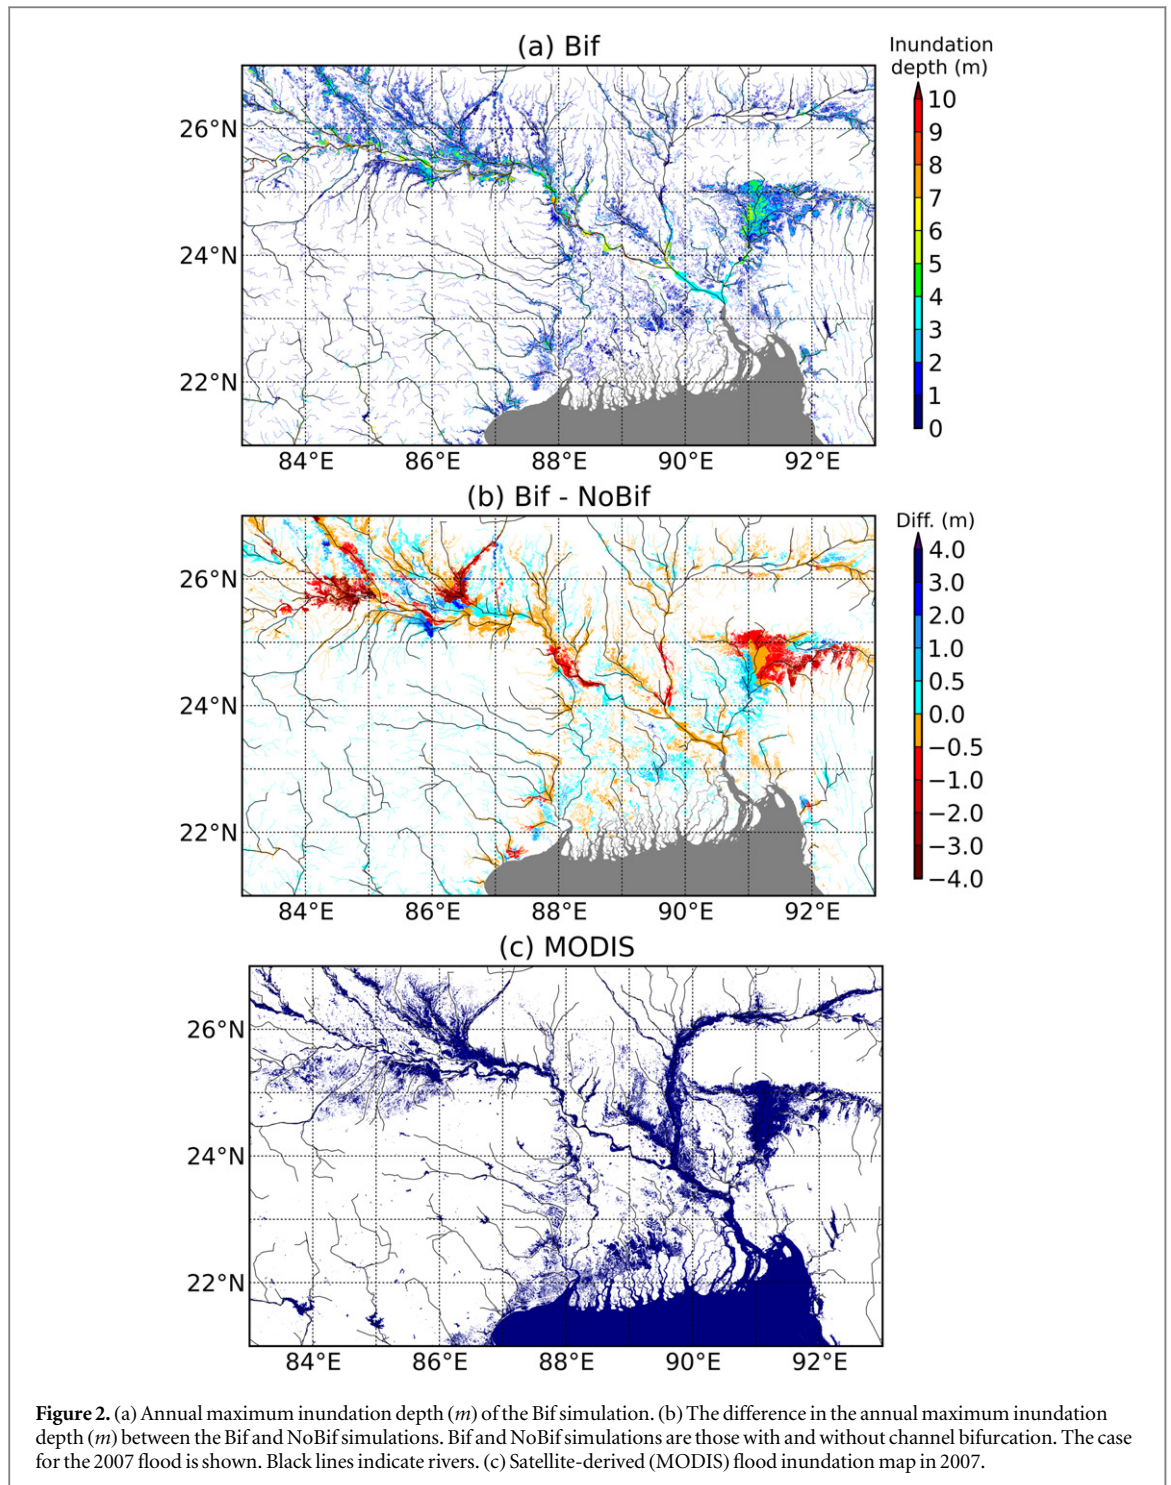 (a) Bif
Inundation
depth (m)
10
9
8
7
6
5
4
3
2
1
0
26°N
24°N
22°N
84°E 86°E 88°E 90°E 92°E
(b) Bif - NoBif
Diff. (m)
4.0
3.0
2.0
1.0
0.5
0.0
−0.5
−1.0
−2.0
−3.0
−4.0
26°N
24°N
22°N
84°E 86°E 88°E 90°E 92°E
(c) MODIS
26°N
24°N
22°N
84°E 86°E 88°E 90°E 92°E
Figure 2. (a) Annual maximum inundation depth (m) of the Bif simulation. (b) The difference in the annual maximum inundation
depth (m) between the Bif and NoBif simulations. Bif and NoBif simulations are those with and without channel bifurcation. The case
for the 2007 flood is shown. Black lines indicate rivers. (c) Satellite-derived (MODIS) flood inundation map in 2007.